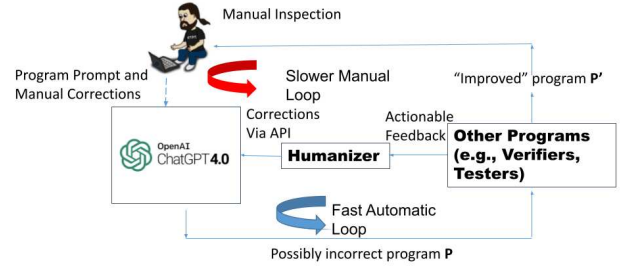 Manual Inspection
Program Prompt and
Manual Corrections
Slower Manual
Loop
"Improved" program P'
Corrections
Via API
Actionable
Feedback
OpenAI
ChatGPT 4.0
Humanizer
Other Programs
(e.g., Verifiers,
Testers)
Fast Automatic
Loop
Possibly incorrect program P